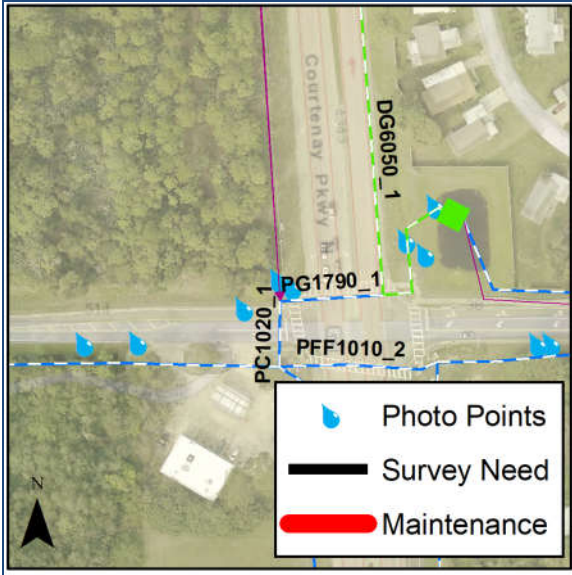 Courtenay Pkwy N
DG6050_1
PG1790_1
PC1020_1
PFF1010_2
N
Photo Points
Survey Need
Maintenance